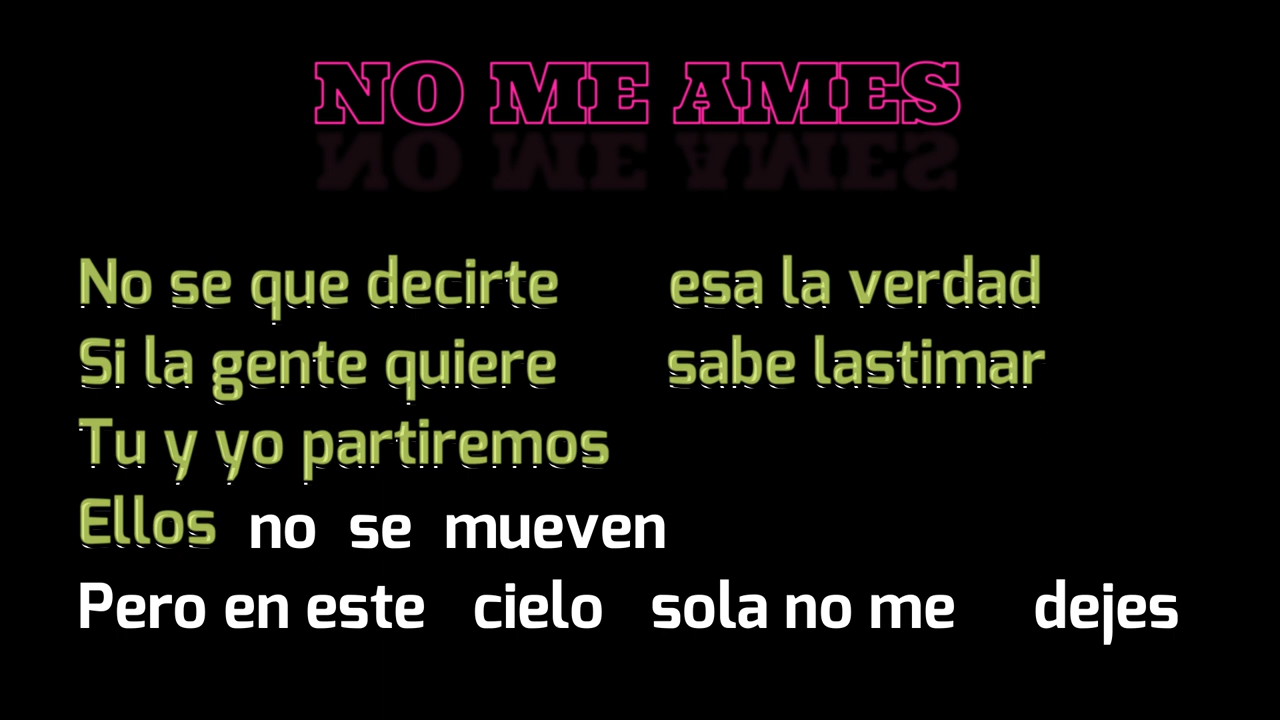 NO ME AMES
No se que decirte esa la verdad
Si la gente quiere sabe lastimar
Tu y yo partiremos
Ellos no se mueven
Pero en este cielo sola no me dejes